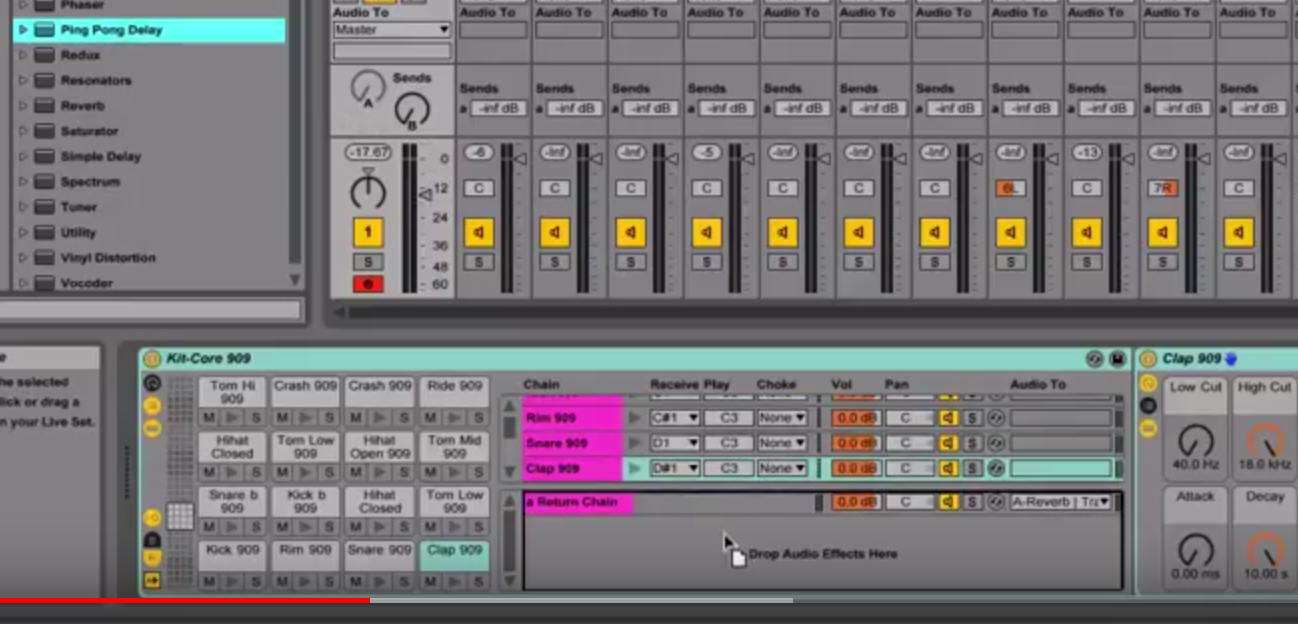 Phaser
Ping Pong Delay
Redux
Resonators
Reverb
Saturator
Simple Delay
Spectrum
Tuner
Utility
Vinyl Distortion
Vocoder
Audio To Audio To Audio To Audio To Audio To Audio To Audio To Audio To Audio To Audio To Audio To Audio To
Master
Sends
A
B
Sends Sends Sends Sends Sends Sends Sends Sends Sends Sends Sends
a -inf dB a -inf dB a -inf dB a -inf dB a -inf dB a -inf dB a -inf dB a -inf dB a -inf dB a -inf dB a -inf dB
-17.67 0 -6 -Inf -Inf -5 -Inf -Inf -Inf -Inf -13 -Inf -Inf
12 C C C C C C C 6L C 7R C
24
1
36
S 48 S S S S S S S S S S S
60
he selected
lick or drag a
n your Live Set.
Kit-Core 909
Tom Hi 909 Crash 909 Crash 909 Ride 909
M S M S M S M S
Hihat Closed Tom Low 909 Hihat Open 909 Tom Mid 909
M S M S M S M S
Snare b 909 Kick b 909 Hihat Closed Tom Low 909
M S M S M S M S
Kick 909 Rim 909 Snare 909 Clap 909
M S M S M S M S
Chain Receive Play Choke Vol Pan Audio To
Rim 909 C#1 C3 None 0.0 dB C S
Snare 909 D1 C3 None 0.0 dB C S
Clap 909 D#1 C3 None 0.0 dB C S
a Return Chain 0.0 dB C S A-Reverb | Tra
Drop Audio Effects Here
Clap 909
Low Cut High Cut
40.0 Hz 18.0 kHz
Attack Decay
0.00 ms 10.00 s